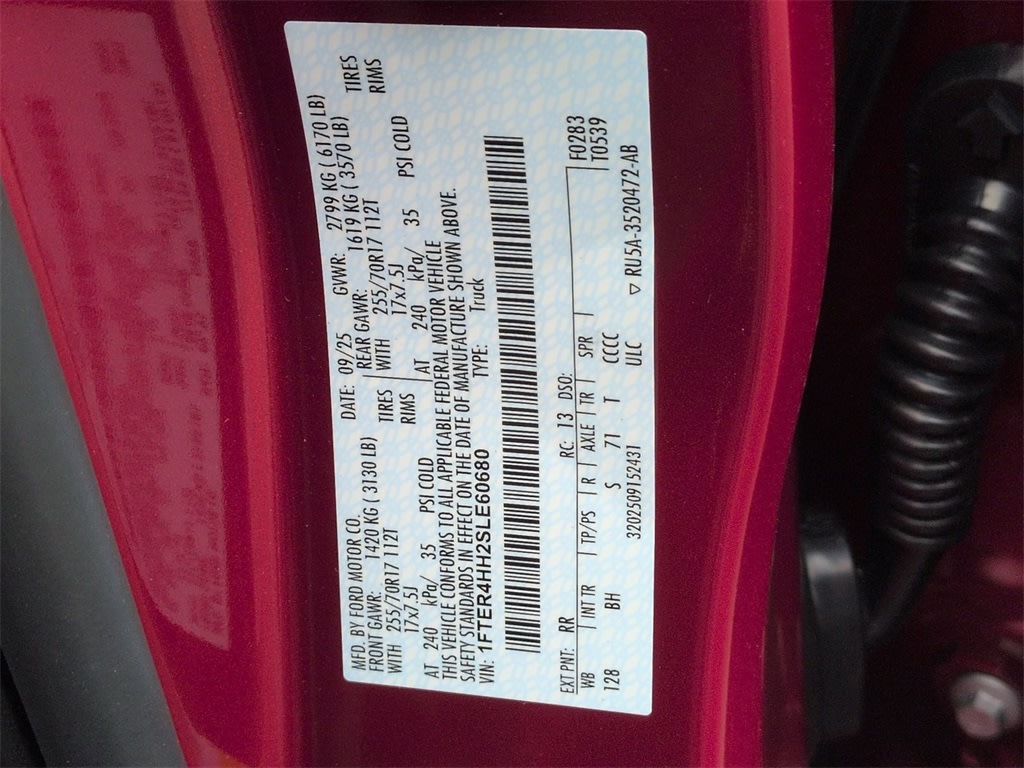 MFD. BY FORD MOTOR CO.
DATE: 09/25 GVWR: 2799 KG ( 6170 LB)
FRONT GAWR: 1420 KG ( 3130 LB)
REAR GAWR: 1619 KG ( 3570 LB)
WITH 255/70R17 112T TIRES
WITH 255/70R17 112T TIRES
17x7.5J RIMS
17x7.5J RIMS
AT 240 kPa/ 35 PSI COLD
AT 240 kPa/ 35 PSI COLD
THIS VEHICLE CONFORMS TO ALL APPLICABLE FEDERAL MOTOR VEHICLE
SAFETY STANDARDS IN EFFECT ON THE DATE OF MANUFACTURE SHOWN ABOVE.
VIN: 1FTER4HH2SLE60680 TYPE: Truck
EXT PNT: RR RC: 13 DSO: F0283
WB INT TR TP/PS R AXLE TR SPR T0539
128 BH S 71 T CCCC
3202509152431 ULC ▽ RU5A-3520472-AB